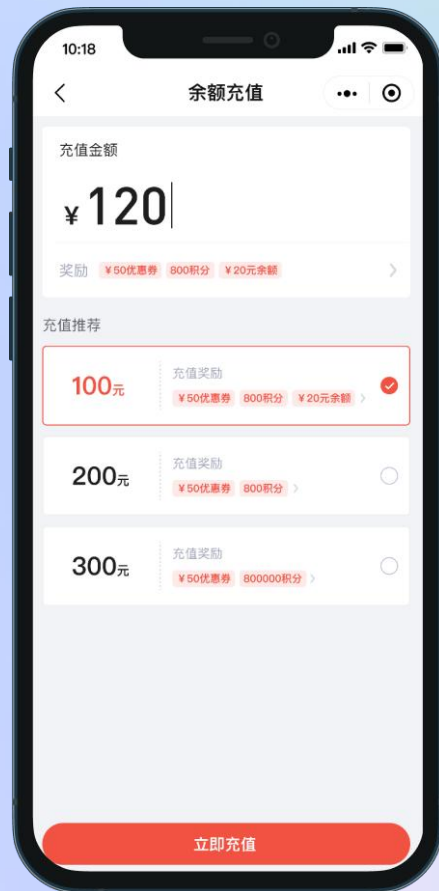 10:18
余额充值
充值金额
¥120
奖励 ¥50优惠券 800积分 ¥20元余额
充值推荐
充值奖励
100元
¥50优惠券 800积分 ¥20元余额
充值奖励
200元
¥50优惠券 800积分
充值奖励
300元
¥50优惠券 800000积分
立即充值